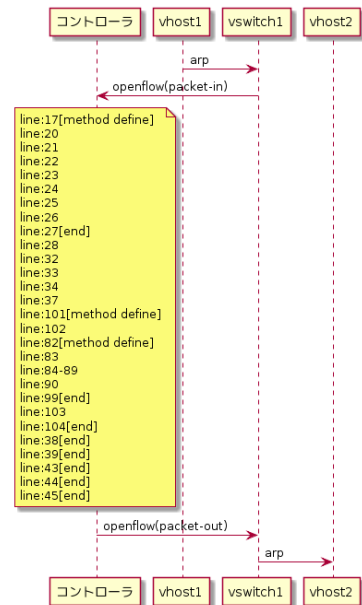 コントローラ vhost1 vswitch1 vhost2
arp
openflow(packet-in)
line:17[method define]
line:20
line:21
line:22
line:23
line:24
line:25
line:26
line:27[end]
line:28
line:32
line:33
line:34
line:37
line:101[method define]
line:102
line:82[method define]
line:83
line:84-89
line:90
line:99[end]
line:103
line:104[end]
line:38[end]
line:39[end]
line:43[end]
line:44[end]
line:45[end]
openflow(packet-out)
arp
コントローラ vhost1 vswitch1 vhost2